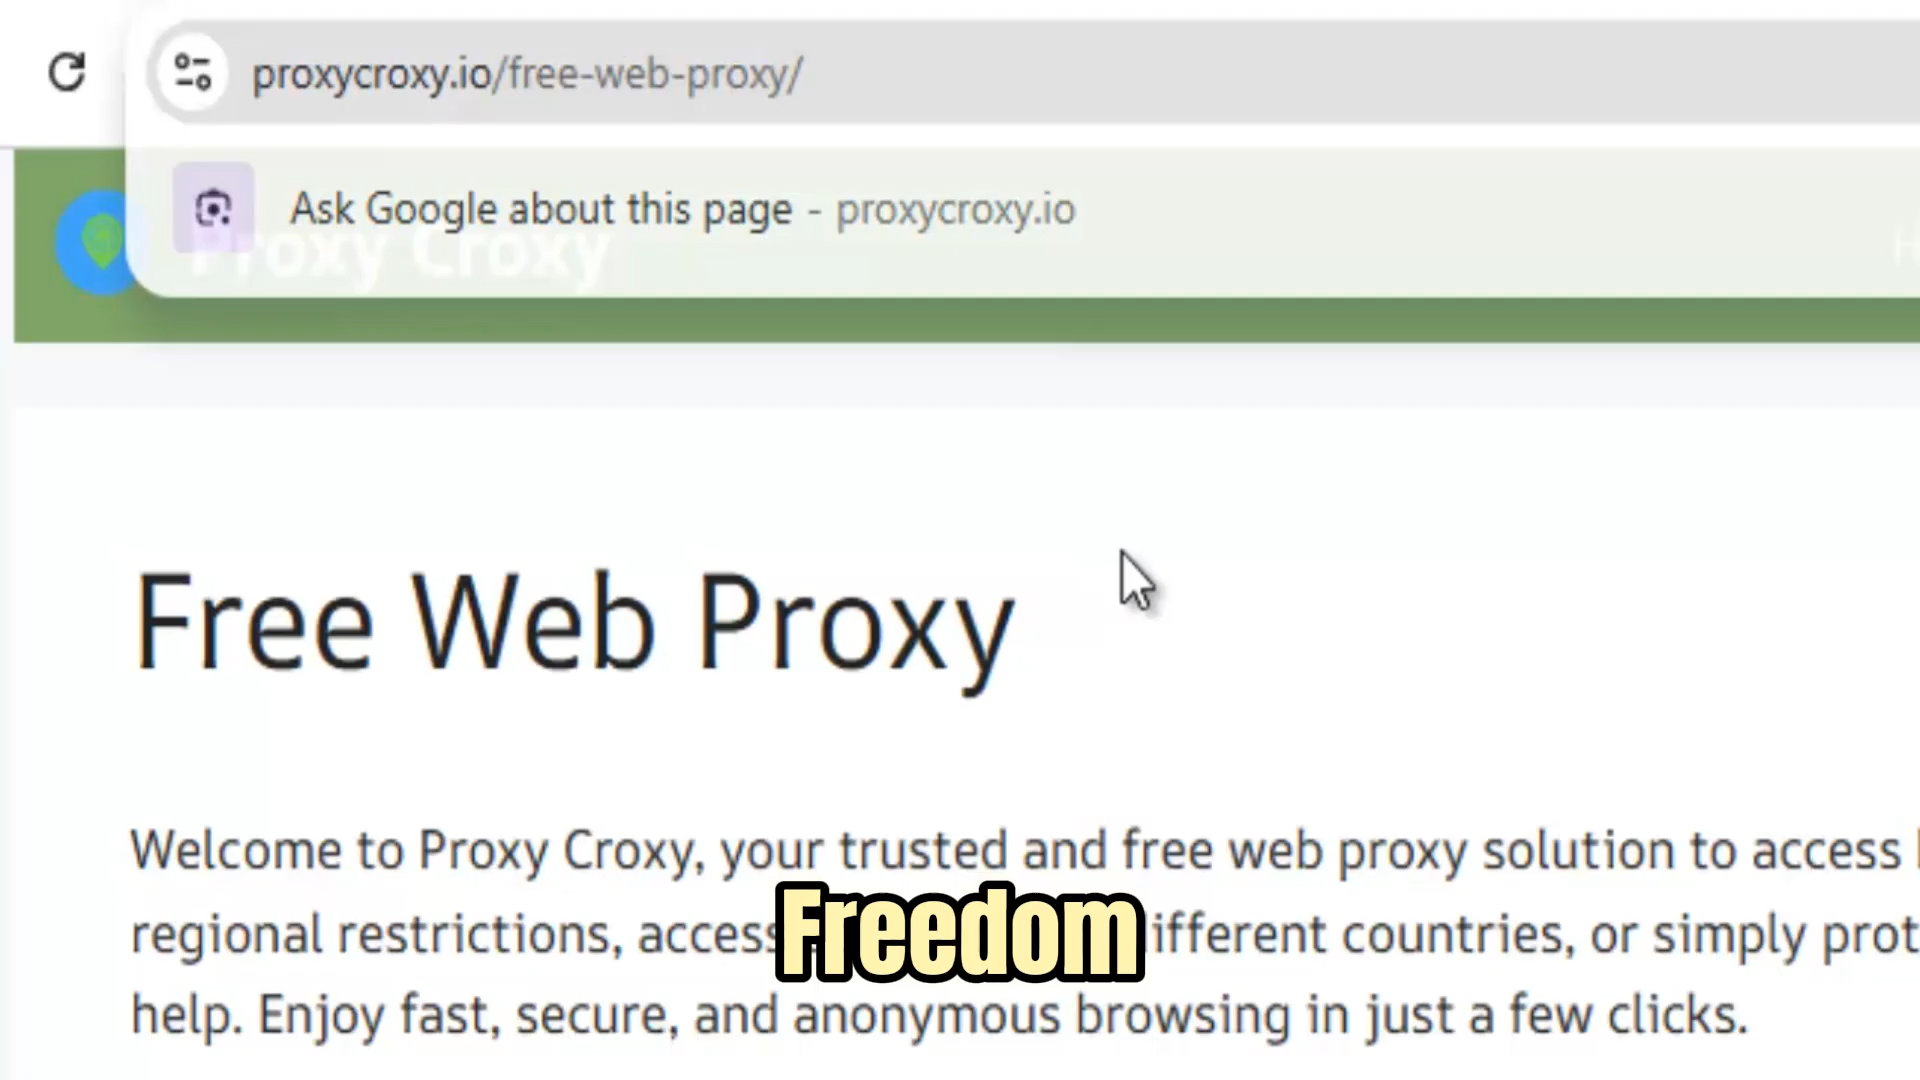 proxycroxy.io/free-web-proxy/
Ask Google about this page - proxycroxy.io
Proxy Croxy
Free Web Proxy
Welcome to Proxy Croxy, your trusted and free web proxy solution to access
regional restrictions, access Freedom ifferent countries, or simply prot
help. Enjoy fast, secure, and anonymous browsing in just a few clicks.